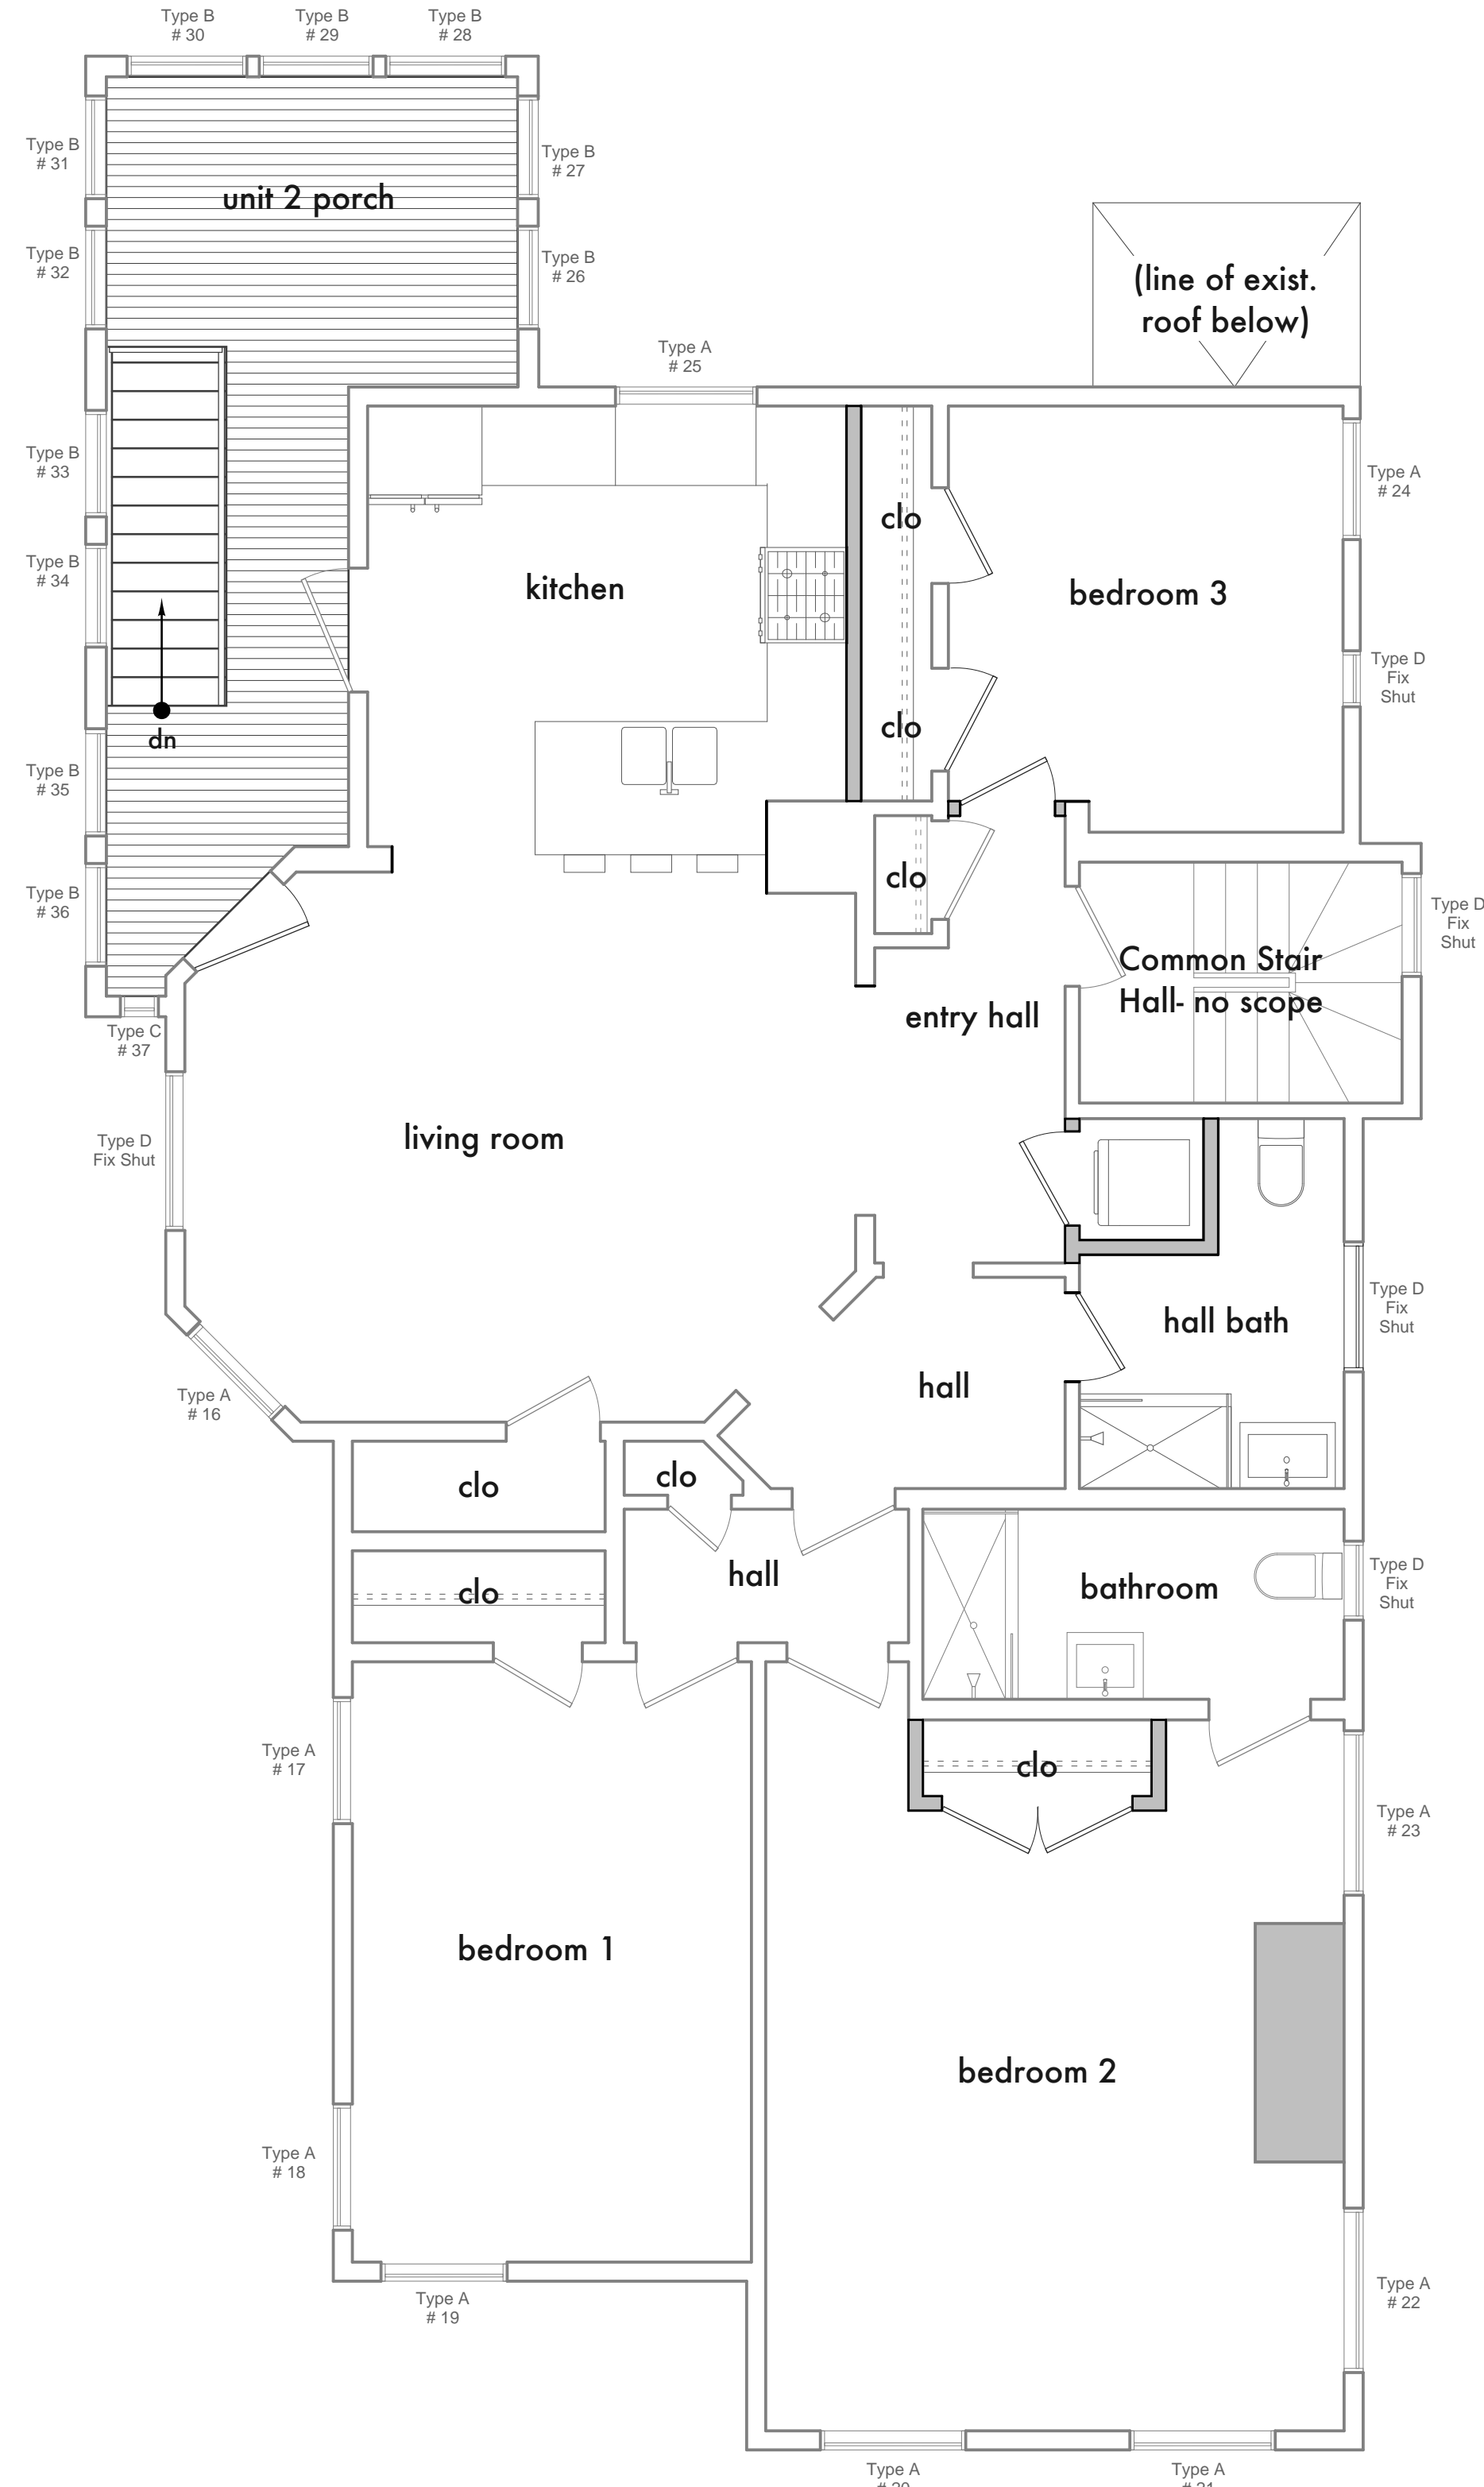 Type B
# 30
Type B
# 29
Type B
# 28
Type B
# 31
Type B
# 27
unit 2 porch
Type B
# 32
Type B
# 26
(line of exist.
roof below)
Type A
# 25
Type B
# 33
Type A
# 24
clo
Type B
# 34
kitchen
bedroom 3
Type D
Fix
Shut
clo
dn
Type B
# 35
clo
Type B
# 36
Type D
Fix
Shut
Common Stair
Hall- no scope
entry hall
Type C
# 37
living room
Type D
Fix Shut
Type D
Fix
Shut
hall bath
hall
Type A
# 16
clo
clo
hall
clo
bathroom
Type D
Fix
Shut
Type A
# 17
clo
Type A
# 23
bedroom 1
bedroom 2
Type A
# 18
Type A
# 22
Type A
# 19
Type A
# 20
Type A
# 21